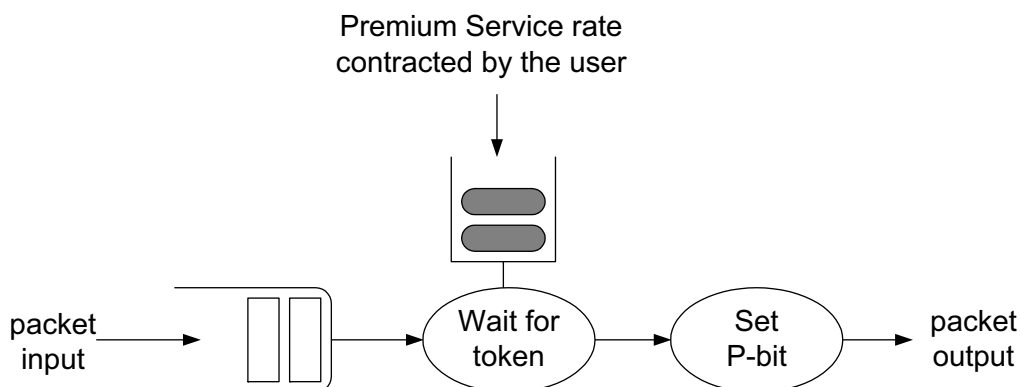 Premium Service rate
contracted by the user
packet
input
Wait for
token
Set
P-bit
packet
output